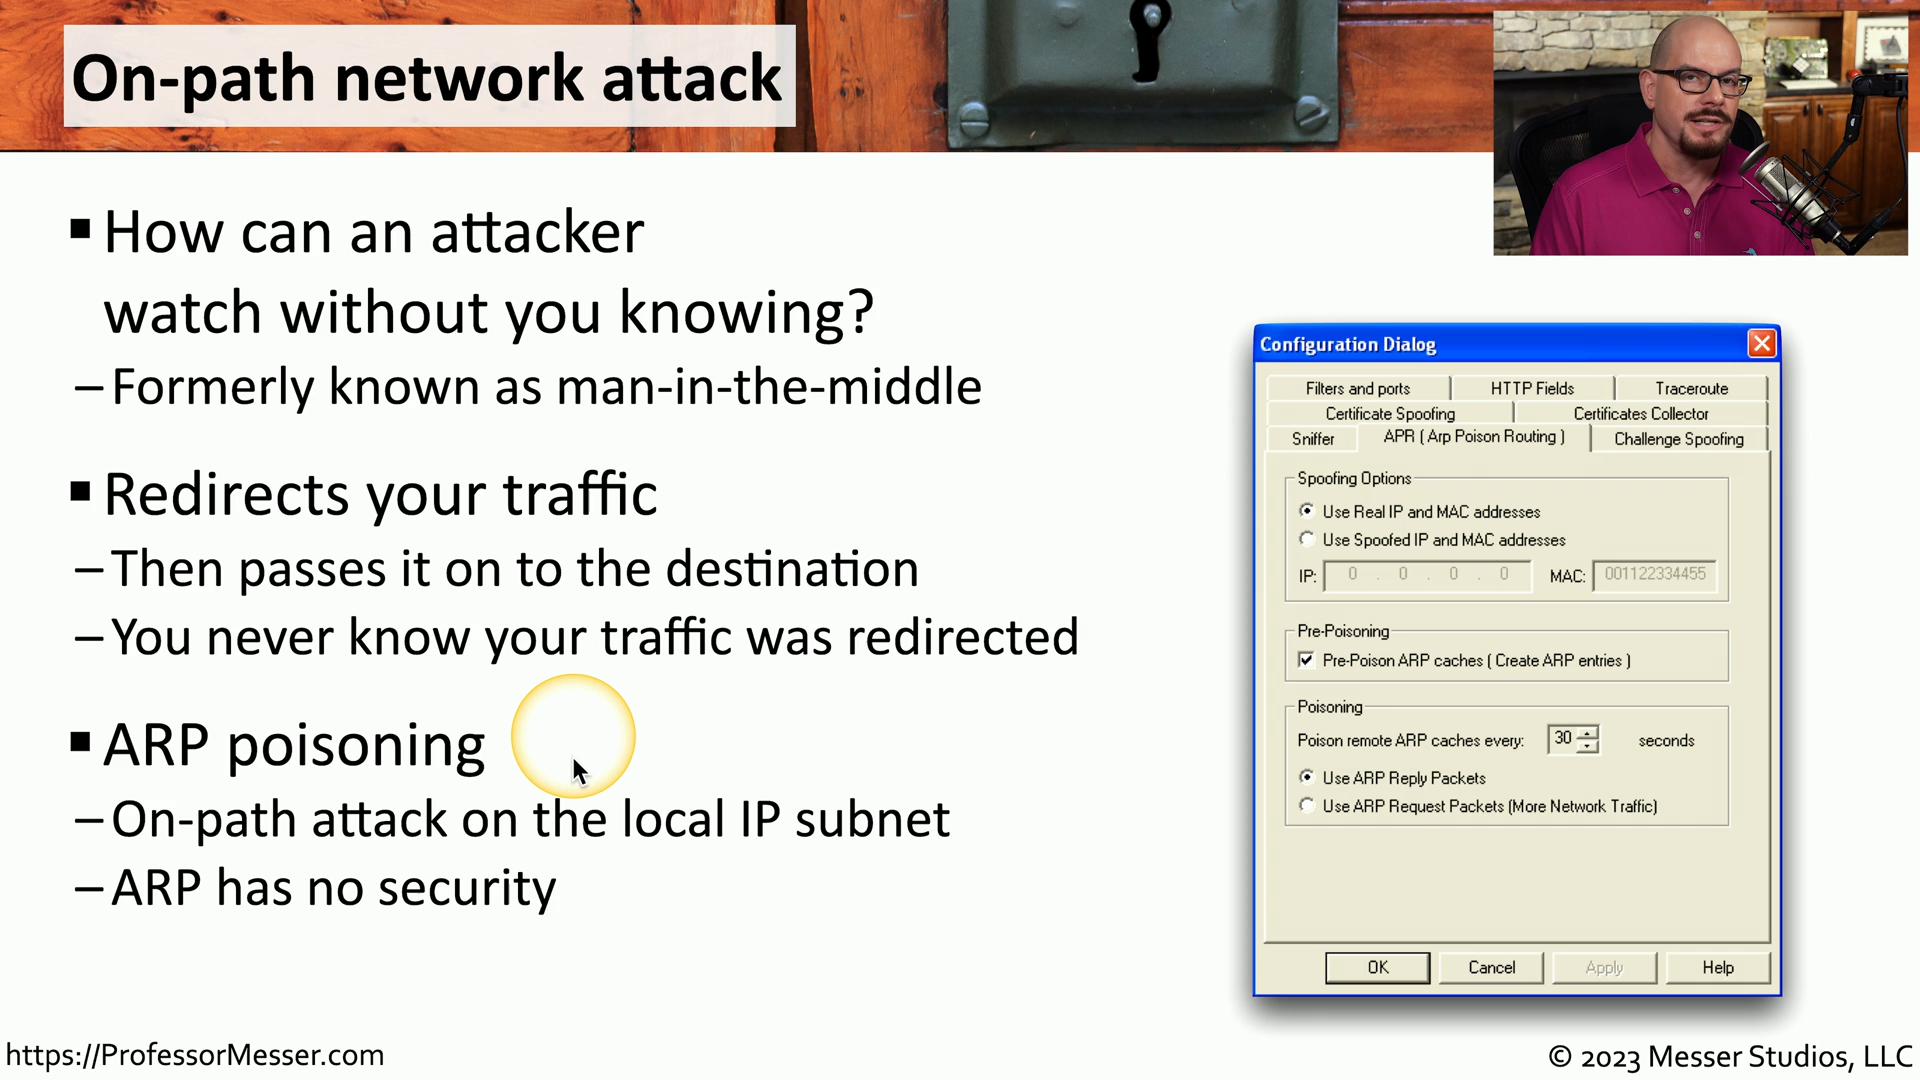 On-path network attack
▪ How can an attacker
watch without you knowing?
– Formerly known as man-in-the-middle
▪ Redirects your traffic
– Then passes it on to the destination
– You never know your traffic was redirected
▪ ARP poisoning
– On-path attack on the local IP subnet
– ARP has no security
Configuration Dialog
Filters and ports HTTP Fields Traceroute
Certificate Spoofing Certificates Collector
Sniffer APR ( Arp Poison Routing ) Challenge Spoofing
Spoofing Options
Use Real IP and MAC addresses
Use Spoofed IP and MAC addresses
IP: 0 . 0 . 0 . 0 MAC: 001122334455
Pre-Poisoning
Pre-Poison ARP caches ( Create ARP entries )
Poisoning
Poison remote ARP caches every: 30 seconds
Use ARP Reply Packets
Use ARP Request Packets (More Network Traffic)
OK Cancel Apply Help
https://ProfessorMesser.com
© 2023 Messer Studios, LLC